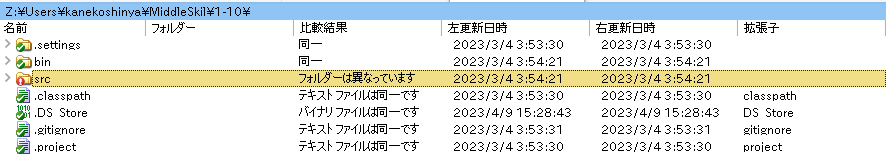 Z:¥Users¥kanekoshinya¥MiddleSkil¥1-10¥
名前 フォルダー 比較結果 左更新日時 右更新日時 拡張子
.settings 同一 2023/3/4 3:53:30 2023/3/4 3:53:30
bin 同一 2023/3/4 3:54:21 2023/3/4 3:54:21
src フォルダーは異なっています 2023/3/4 3:54:21 2023/3/4 3:54:21
.classpath テキスト ファイルは同一です 2023/3/4 3:53:30 2023/3/4 3:53:30 classpath
.DS_Store バイナリ ファイルは同一です 2023/4/9 15:28:43 2023/4/9 15:28:43 DS_Store
.gitignore テキスト ファイルは同一です 2023/3/4 3:53:31 2023/3/4 3:53:31 gitignore
.project テキスト ファイルは同一です 2023/3/4 3:53:30 2023/3/4 3:53:30 project